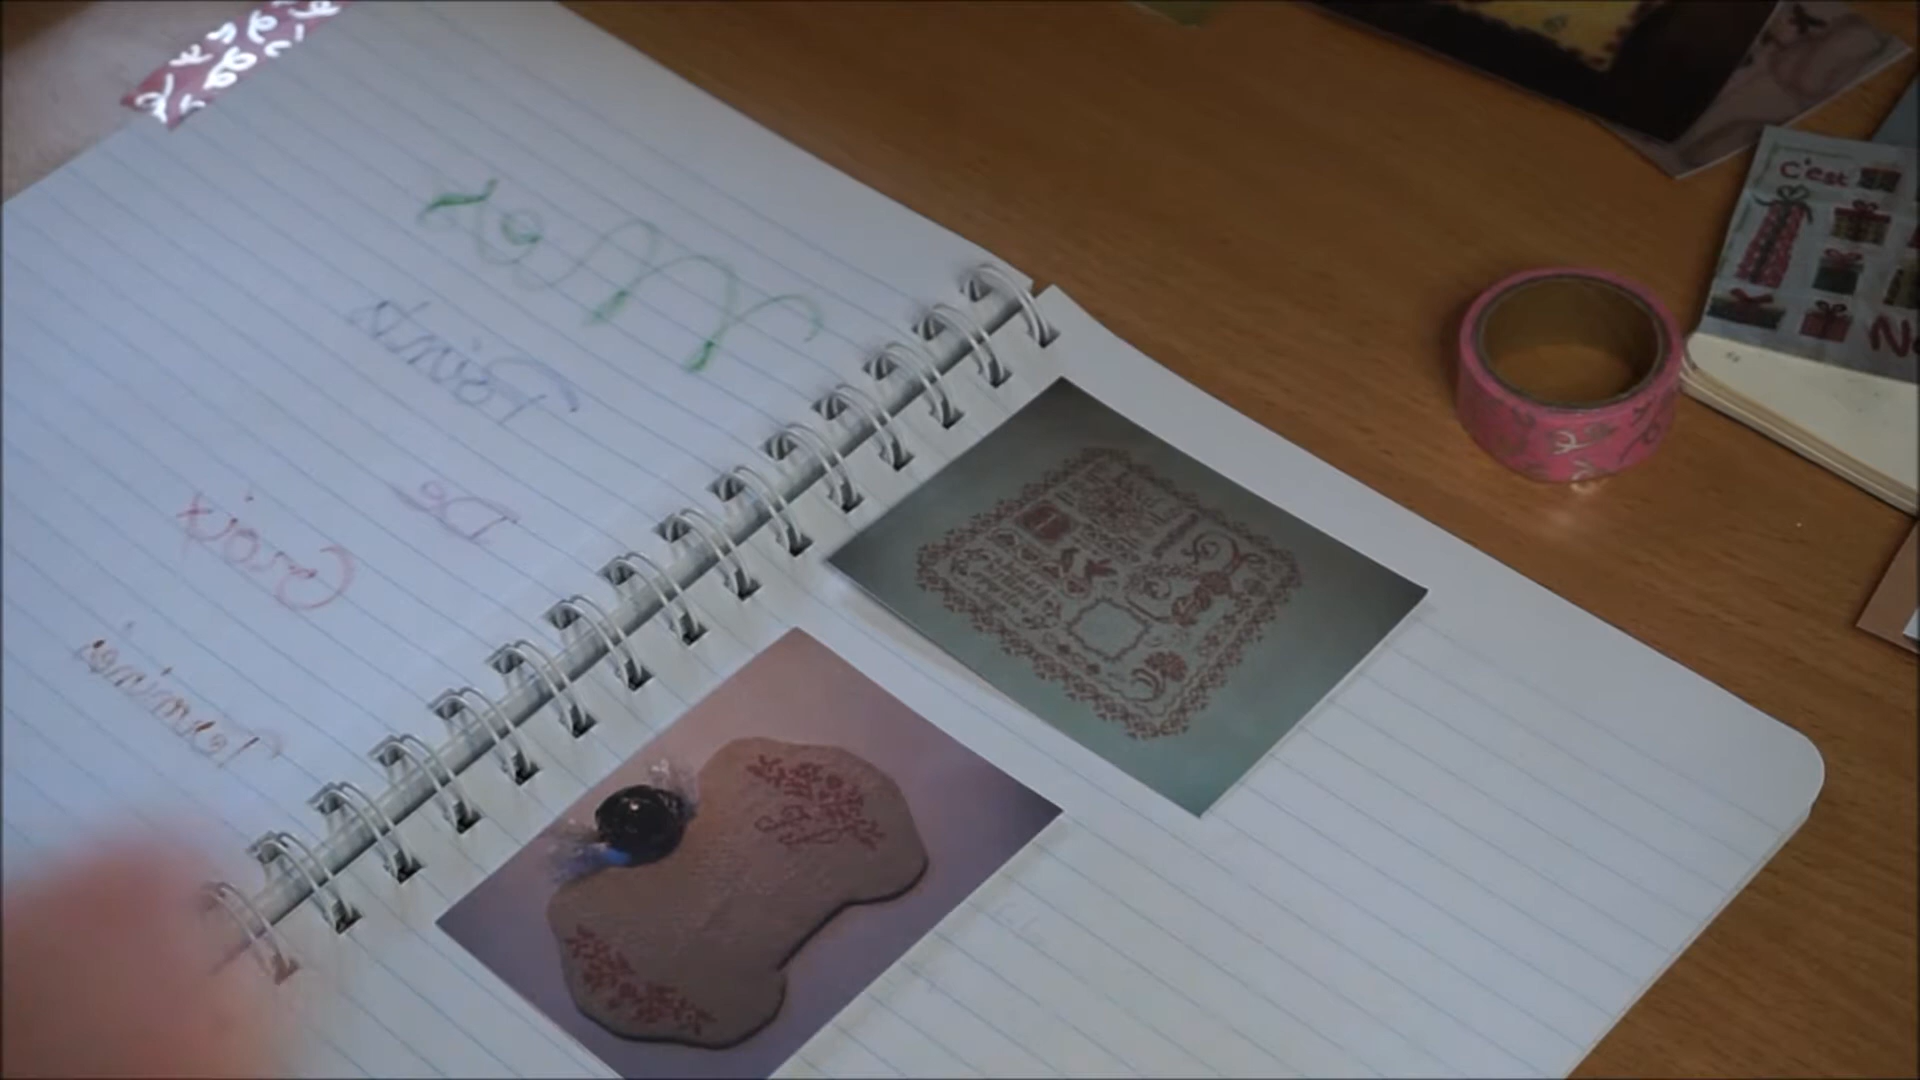 Mes
Points
De
Croix
Terminés
C'est